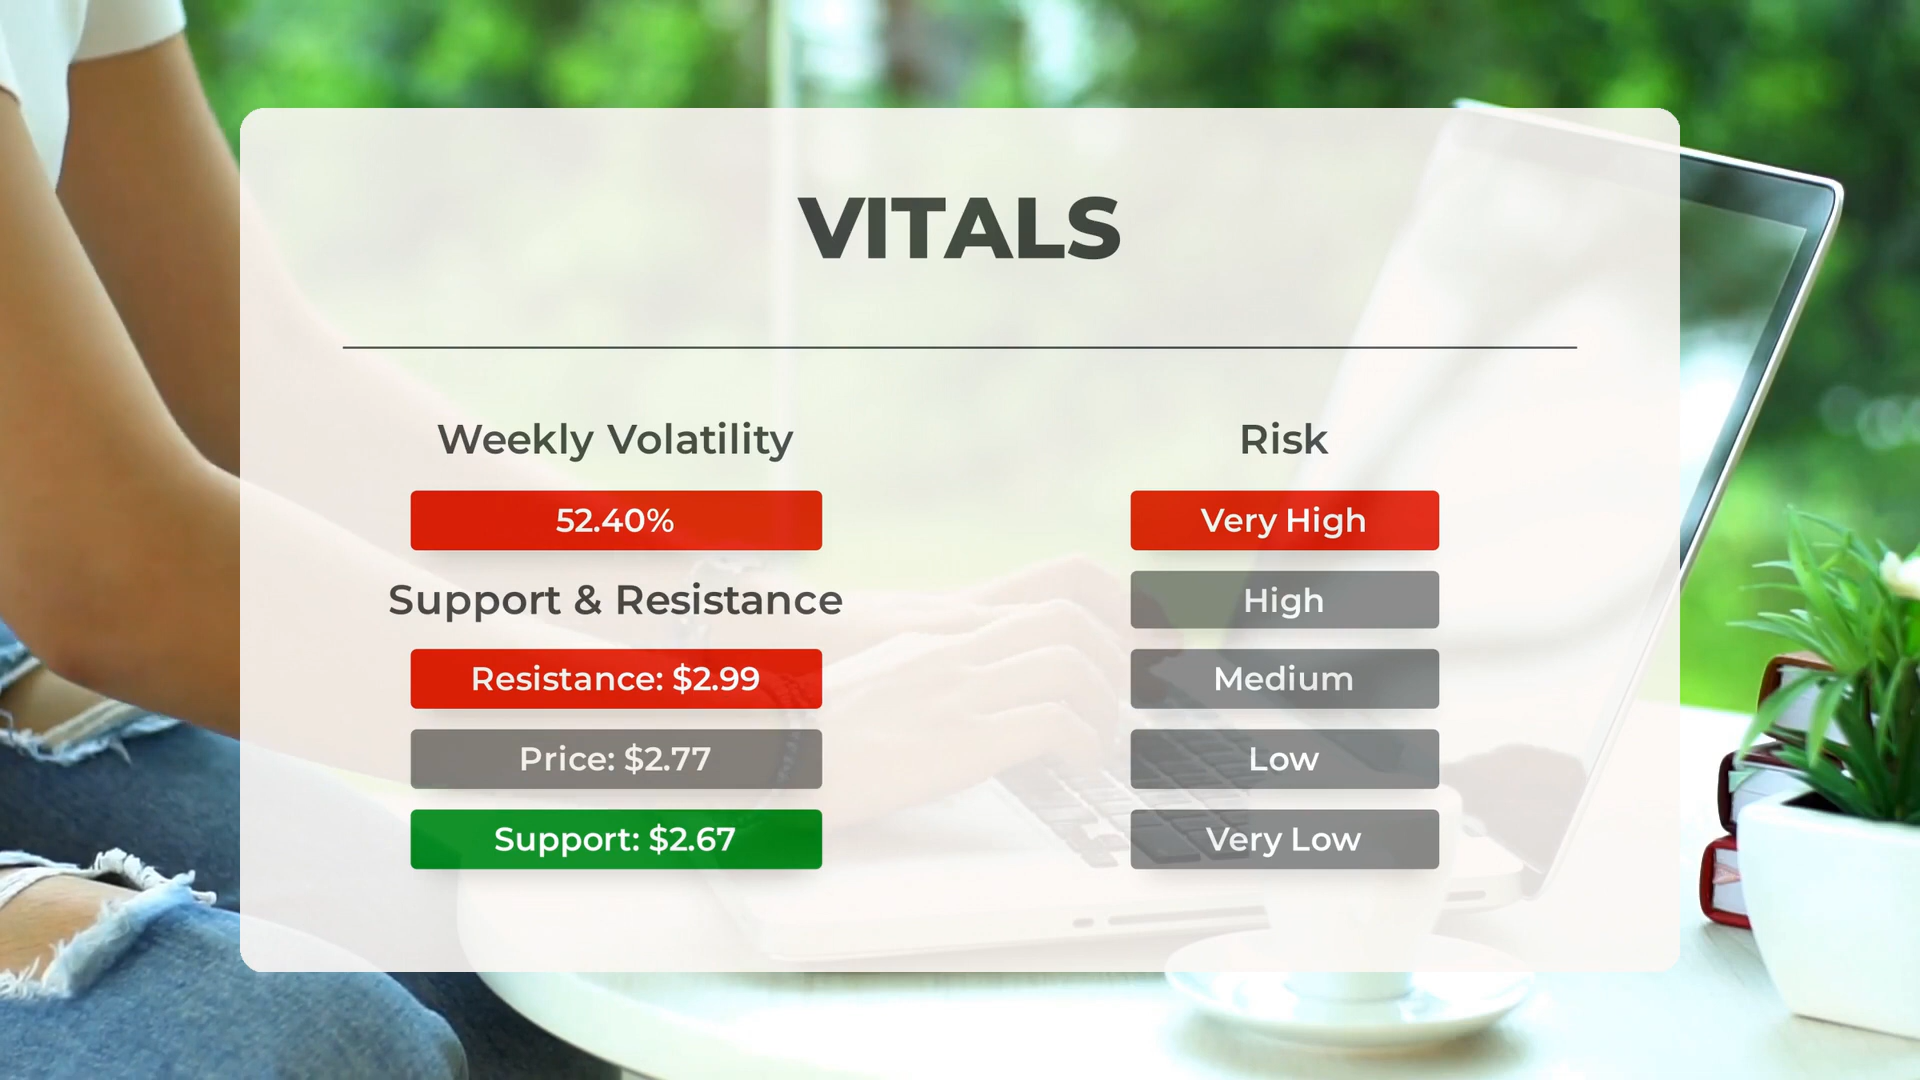 VITALS
Weekly Volatility
52.40%
Support & Resistance
Resistance: $2.99
Price: $2.77
Support: $2.67
Risk
Very High
High
Medium
Low
Very Low